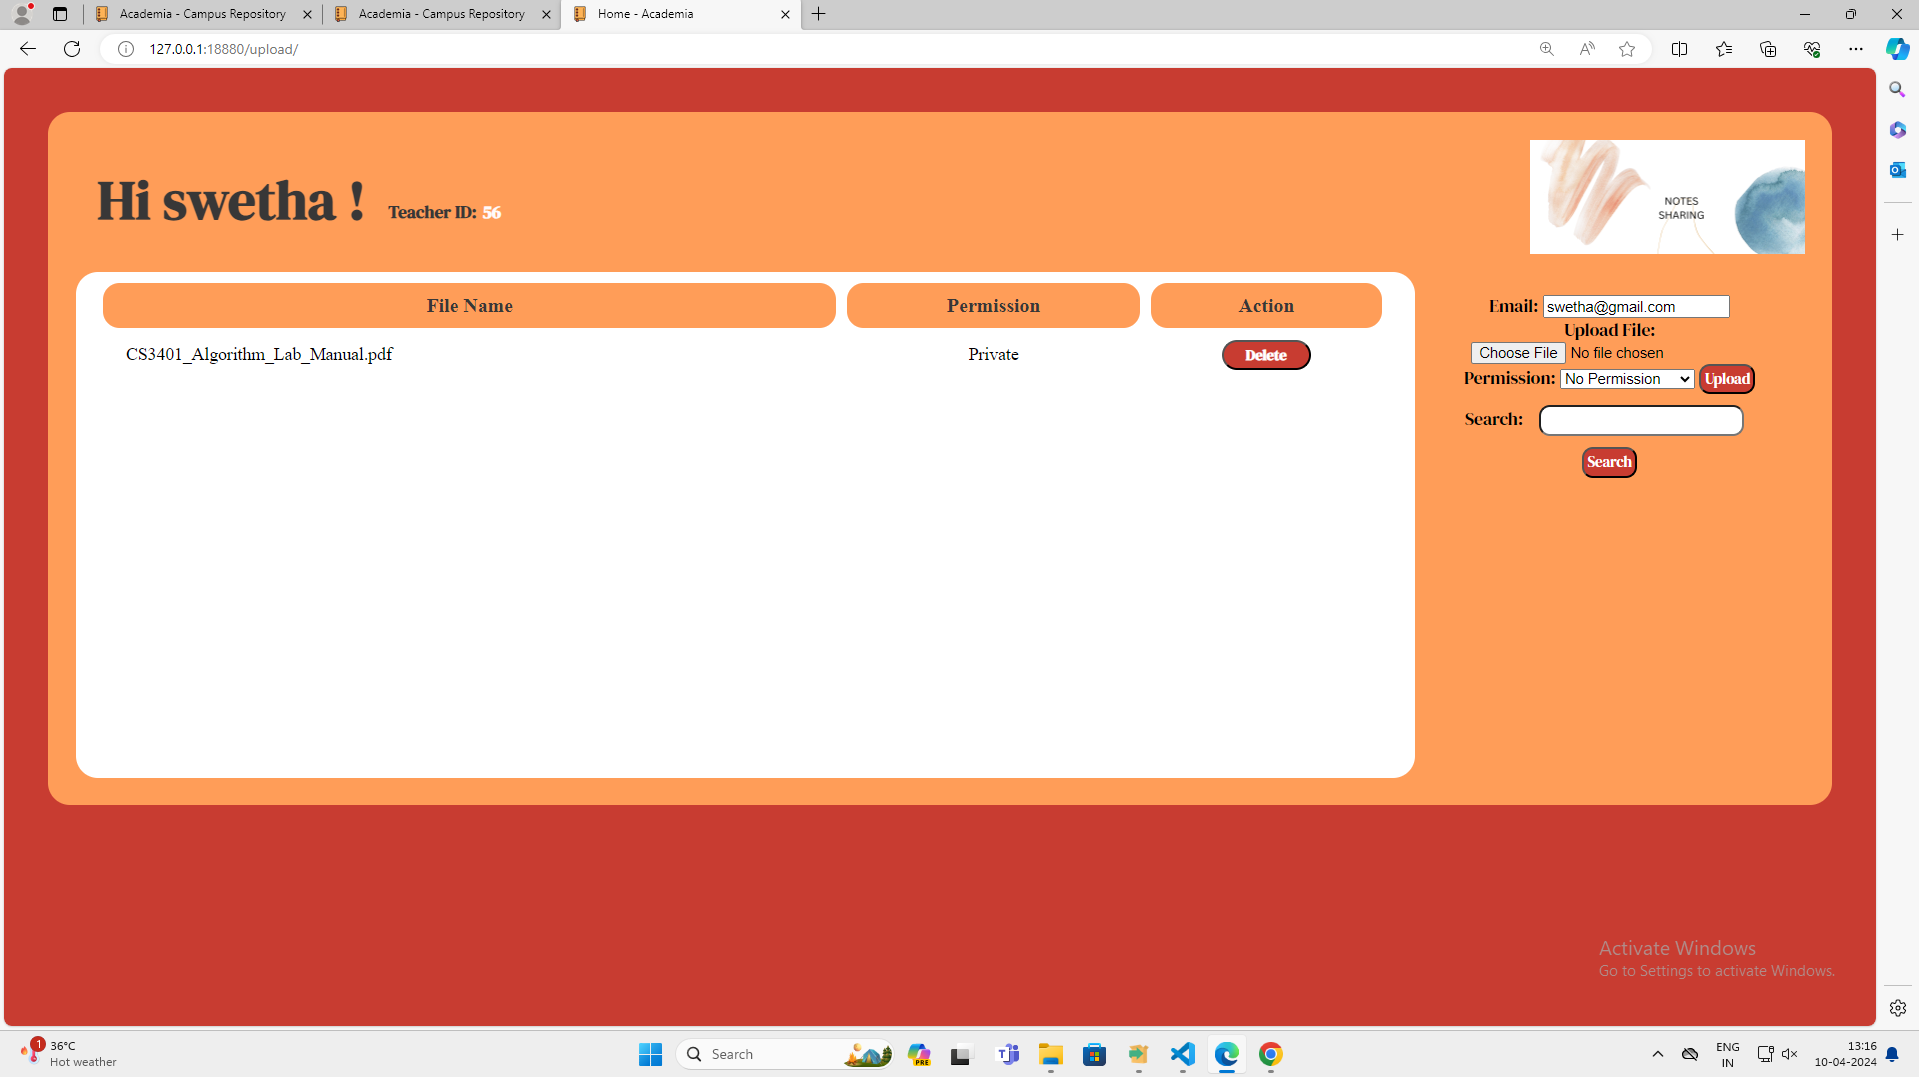 Academia - Campus Repository
Academia - Campus Repository
Home - Academia
127.0.0.1:18880/upload/
Hi swetha ! Teacher ID: 56
NOTES
SHARING
File Name Permission Action
CS3401_Algorithm_Lab_Manual.pdf Private Delete
Email: swetha@gmail.com
Upload File:
Choose File No file chosen
Permission: No Permission Upload
Search:
Search
Activate Windows
Go to Settings to activate Windows.
1
36°C
Hot weather
Search
PRE
ENG
IN
13:16
10-04-2024